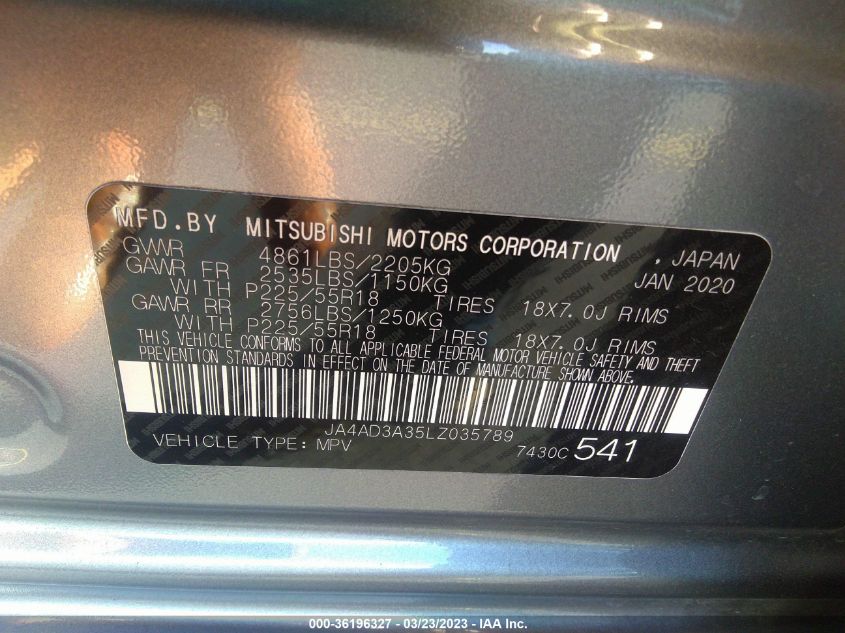 MFD.BY MITSUBISHI MOTORS CORPORATION, JAPAN
GVWR 4861LBS/2205KG JAN 2020
GAWR FR 2535LBS/1150KG
WITH P225/55R18 TIRES 18X7.0J RIMS
GAWR RR 2756LBS/1250KG
WITH P225/55R18 TIRES 18X7.0J RIMS
THIS VEHICLE CONFORMS TO ALL APPLICABLE FEDERAL MOTOR VEHICLE SAFETY AND THEFT
PREVENTION STANDARDS IN EFFECT ON THE DATE OF MANUFACTURE SHOWN ABOVE.
JA4AD3A35LZ035789
VEHICLE TYPE: MPV 7430C 541
000-36196327 - 03/23/2023 - IAA Inc.